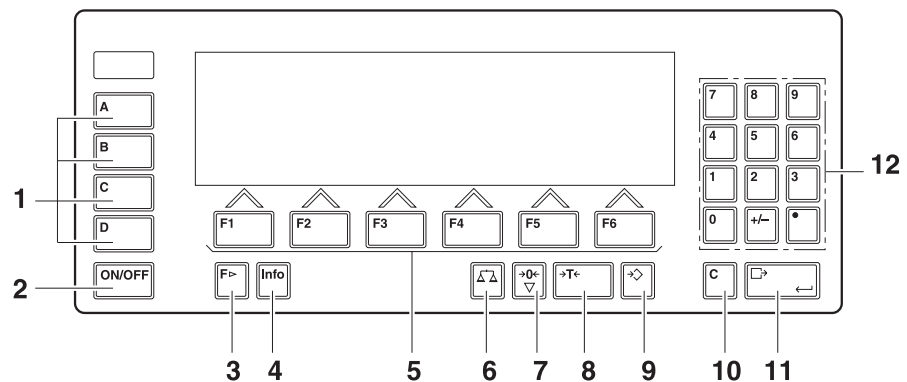 A
B
C
D
ON/OFF
F1 F2 F3 F4 F5 F6
F▹ Info →0← →T← C
7 8 9
4 5 6
1 2 3
0 +/– •
1
2
3 4 5 6 7 8 9 10 11
12